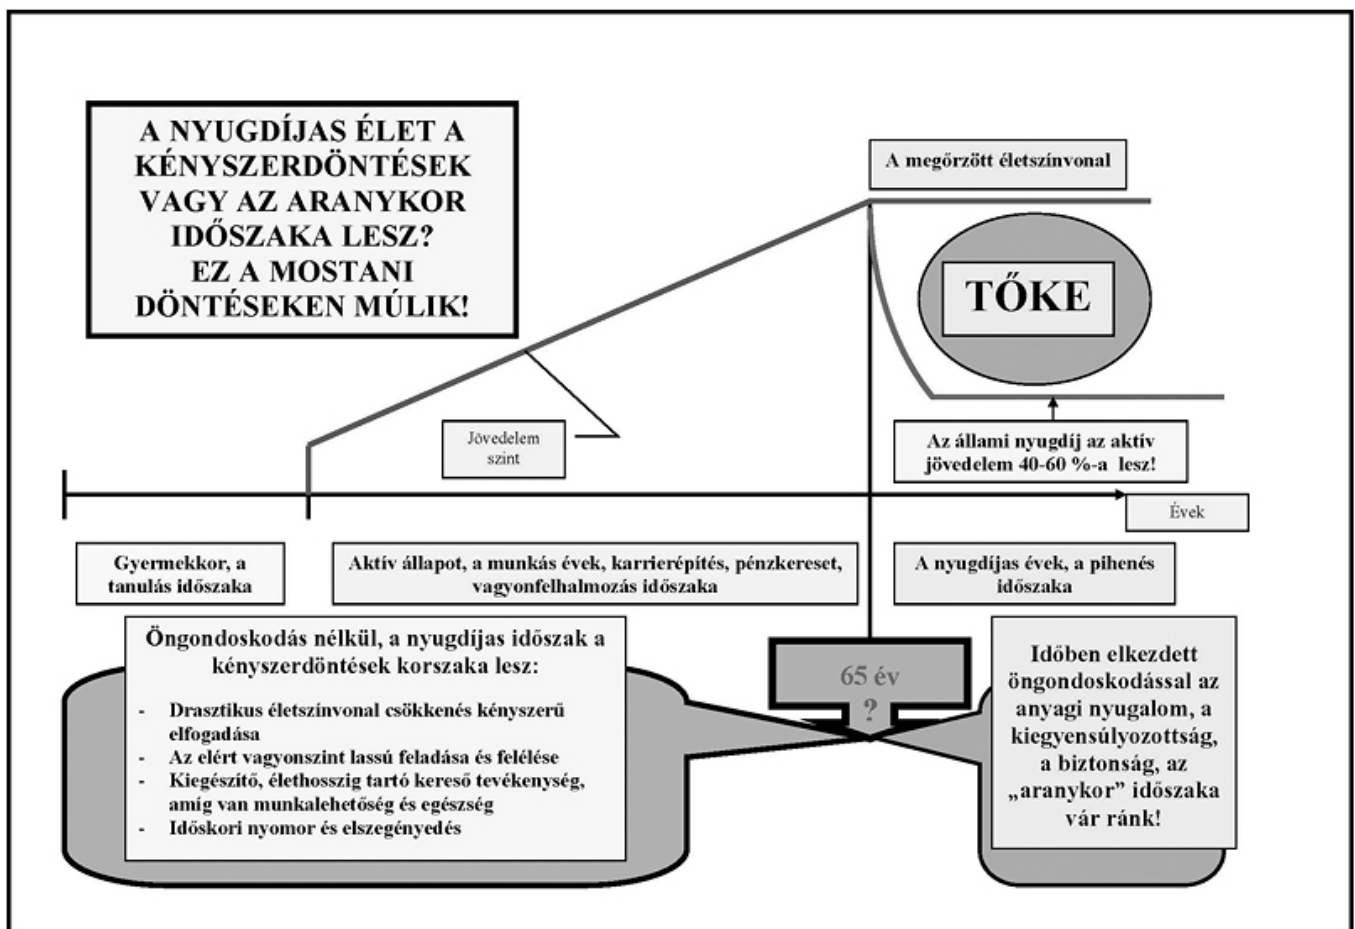 A NYUGDÍJAS ÉLET A
KÉNYSZERDÖNTÉSEK
VAGY AZ ARANYKOR
IDŐSZAKA LESZ?
EZ A MOSTANI
DÖNTÉSEKEN MÚLIK!
A megőrzött életszínvonal
TŐKE
Jövedelem
szint
Az állami nyugdíj az aktív
jövedelem 40-60 %-a lesz!
Évek
Gyermekkor, a
tanulás időszaka
Aktív állapot, a munkás évek, karrierépítés, pénzkereset,
vagyonfelhalmozás időszaka
A nyugdíjas évek, a pihenés
időszaka
Öngondoskodás nélkül, a nyugdíjas időszak a
kényszerdöntések korszaka lesz:
- Drasztikus életszínvonal csökkenés kényszerű
elfogadása
- Az elért vagyonszint lassú feladása és felélése
- Kiegészítő, élethosszig tartó kereső tevékenység,
amíg van munkalehetőség és egészség
- Időskori nyomor és elszegényedés
65 év
?
Időben elkezdett
öngondoskodással az
anyagi nyugalom, a
kiegyensúlyozottság,
a biztonság, az
„aranykor” időszaka
vár ránk!